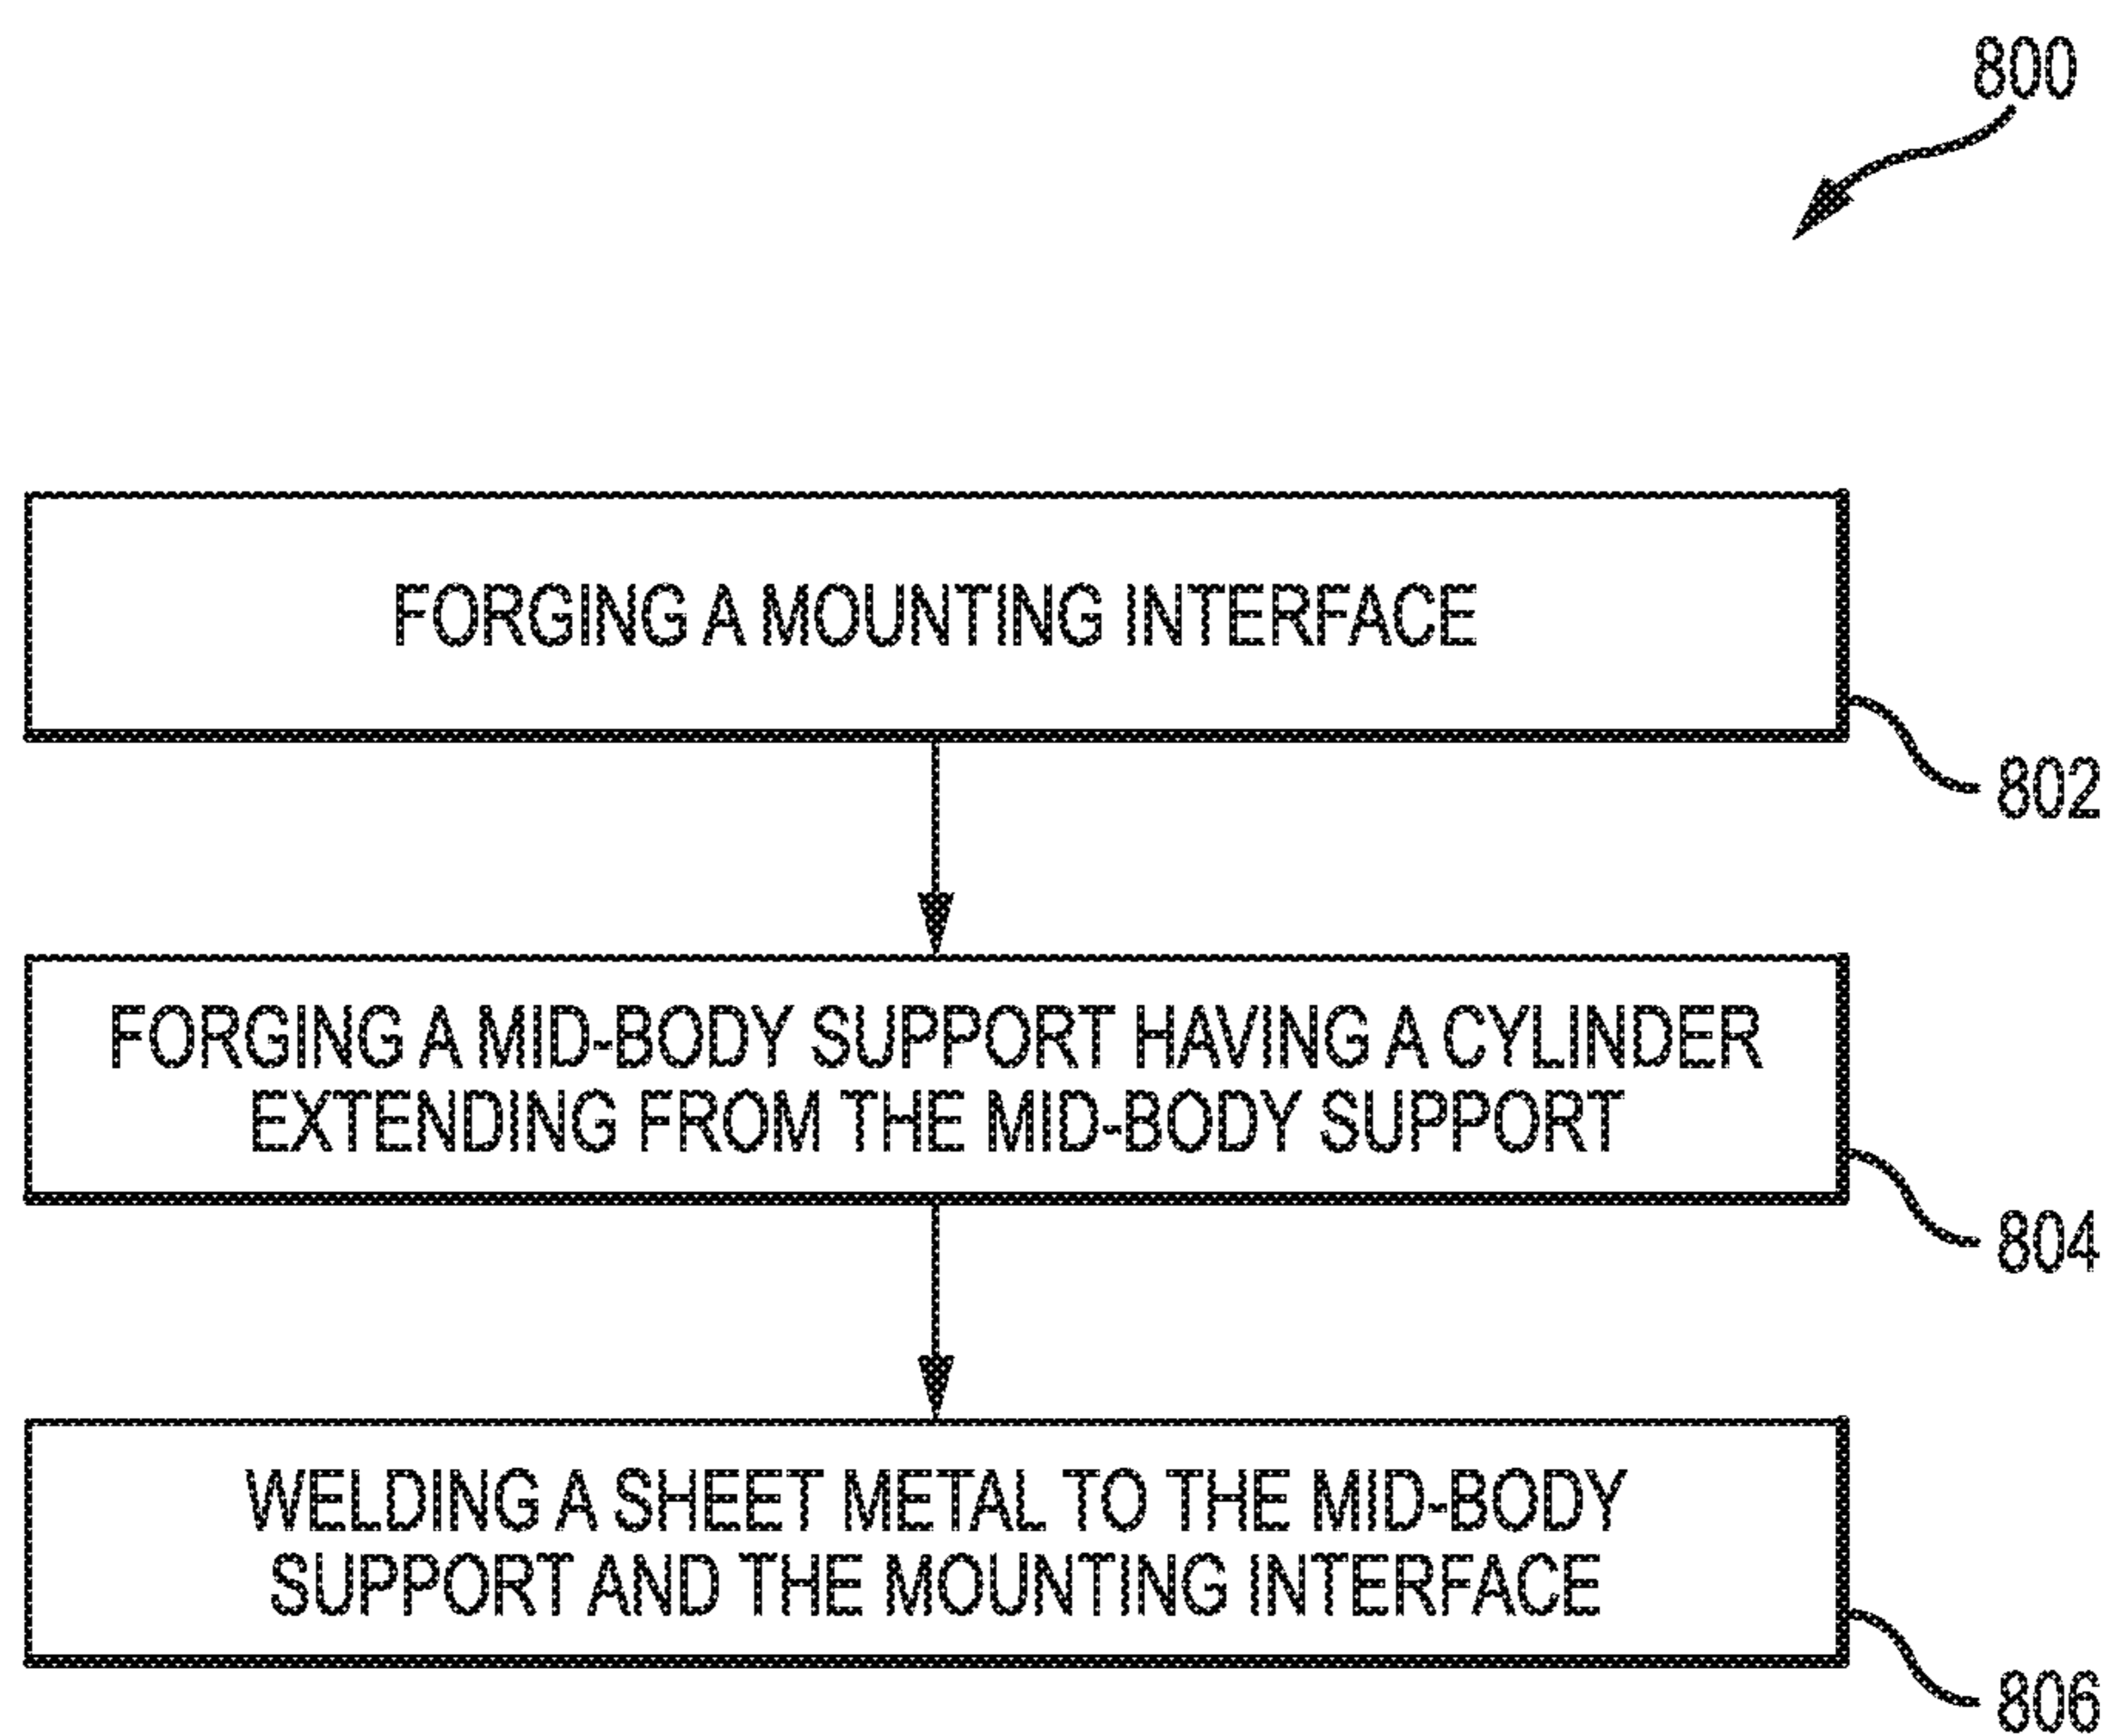 800
FORGING A MOUNTING INTERFACE
802
FORGING A MID-BODY SUPPORT HAVING A CYLINDER
EXTENDING FROM THE MID-BODY SUPPORT
804
WELDING A SHEET METAL TO THE MID-BODY
SUPPORT AND THE MOUNTING INTERFACE
806